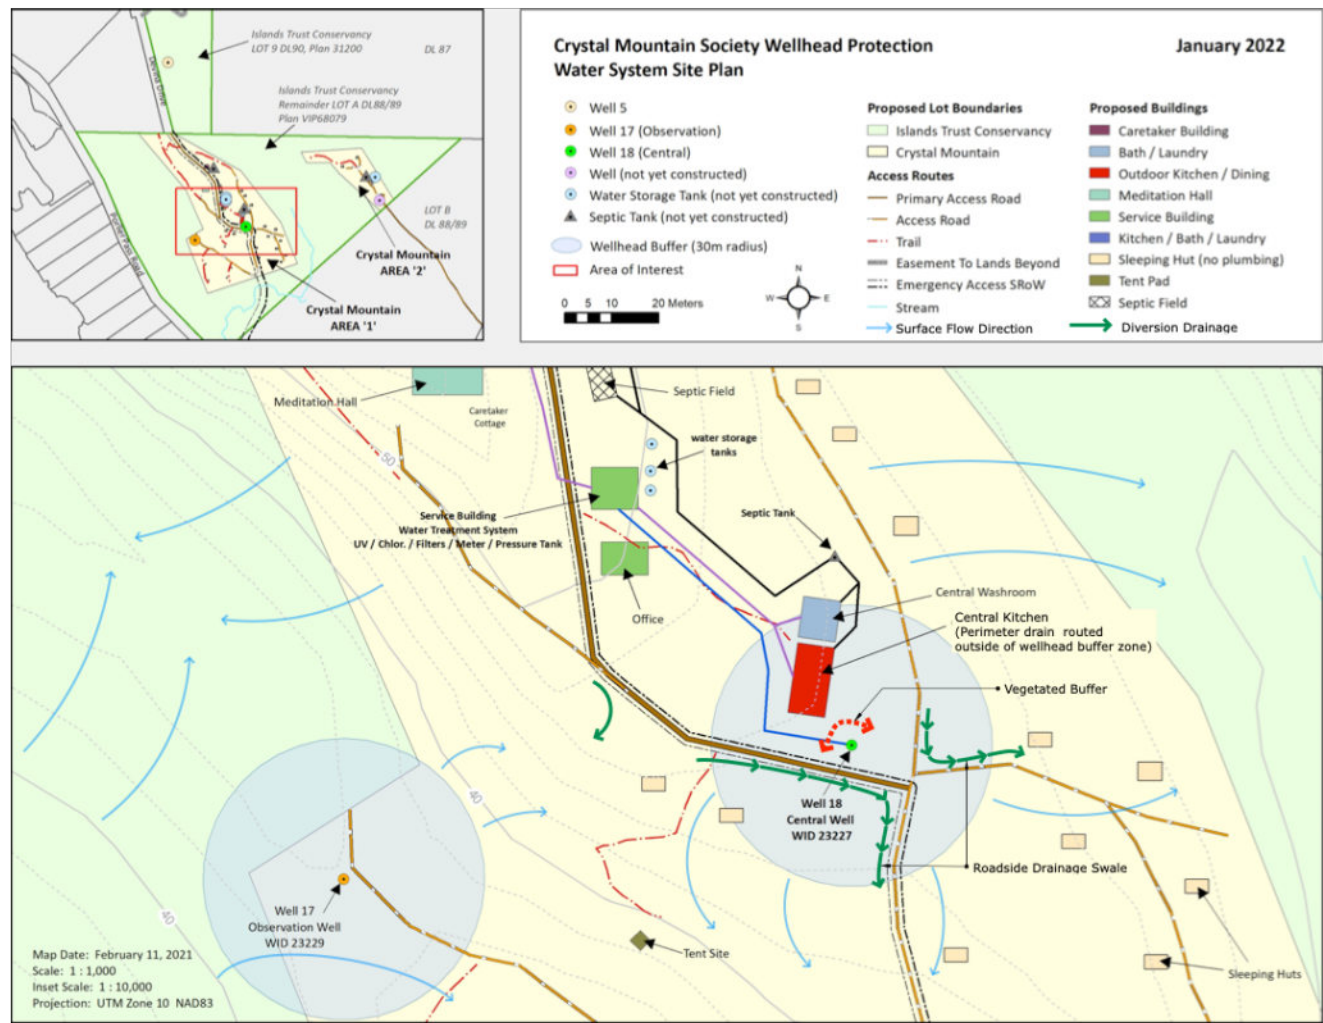 Islands Trust Conservancy
LOT 9 DL90, Plan 31200
DL 87
Devina Drive
Islands Trust Conservancy
Remainder LOT A DL88/89
Plan VIP68079
LOT B
DL 88/89
Porlier Pass Road
Crystal Mountain
AREA '2'
Crystal Mountain
AREA '1'
Crystal Mountain Society Wellhead Protection
Water System Site Plan
January 2022
Well 5
Well 17 (Observation)
Well 18 (Central)
Well (not yet constructed)
Water Storage Tank (not yet constructed)
Septic Tank (not yet constructed)
Wellhead Buffer (30m radius)
Area of Interest
0 5 10 20 Meters
N
W E
S
Proposed Lot Boundaries
Islands Trust Conservancy
Crystal Mountain
Access Routes
Primary Access Road
Access Road
Trail
Easement To Lands Beyond
Emergency Access SRoW
Stream
Surface Flow Direction
Proposed Buildings
Caretaker Building
Bath / Laundry
Outdoor Kitchen / Dining
Meditation Hall
Service Building
Kitchen / Bath / Laundry
Sleeping Hut (no plumbing)
Tent Pad
Septic Field
Diversion Drainage
Meditation Hall
Caretaker
Cottage
Septic Field
water storage
tanks
50
Service Building
Water Treatment System
UV / Chlor. / Filters / Meter / Pressure Tank
Septic Tank
Office
Central Washroom
Central Kitchen
(Perimeter drain routed
outside of wellhead buffer zone)
Vegetated Buffer
40
Well 18
Central Well
WID 23227
Roadside Drainage Swale
Well 17
Observation Well
WID 23229
40
Tent Site
Sleeping Huts
Map Date: February 11, 2021
Scale: 1 : 1,000
Inset Scale: 1 : 10,000
Projection: UTM Zone 10 NAD83